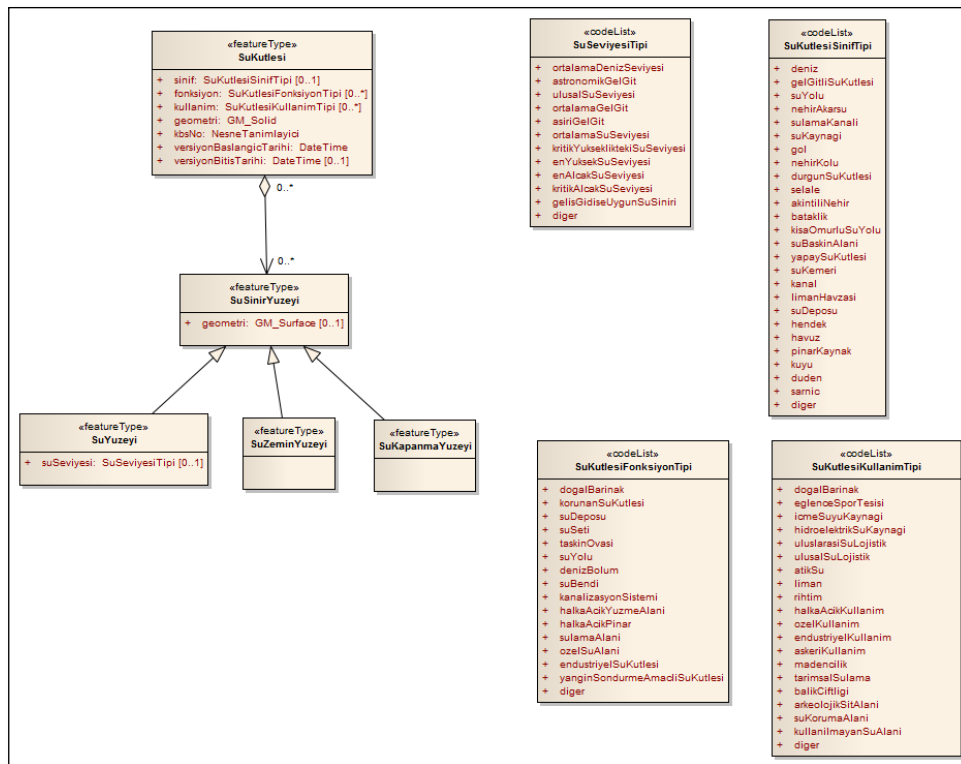 «featureType»
SuKutlesi
+ sinif: SuKutlesiSinifTipi [0..1]
+ fonksiyon: SuKutlesiFonksiyonTipi [0..*]
+ kullanim: SuKutlesiKullanimTipi [0..*]
+ geometri: GM_Solid
+ kbsNo: NesneTanimlayici
+ versiyonBaslangicTarihi: DateTime
+ versiyonBitisTarihi: DateTime [0..1]
0..*
0..*
«featureType»
SuSinirYuzeyi
+ geometri: GM_Surface [0..1]
«featureType»
SuYuzeyi
+ suSeviyesi: SuSeviyesiTipi [0..1]
«featureType»
SuZeminYuzeyi
«featureType»
SuKapanmaYuzeyi
«codeList»
SuSeviyesiTipi
+ ortalamaDenizSeviyesi
+ astronomikGelGit
+ ulusalSuSeviyesi
+ ortalamaGelGit
+ asiriGelGit
+ ortalamaSuSeviyesi
+ kritikYukseklıktekiSuSeviyesi
+ enYuksekSuSeviyesi
+ enAlcakSuSeviyesi
+ kritikAlcakSuSeviyesi
+ gelisGidiseUygunSuSiniri
+ diger
«codeList»
SuKutlesiSinifTipi
+ deniz
+ gelGitliSuKutlesi
+ suYolu
+ nehirAkarsu
+ sulamaKanali
+ suKaynagi
+ gol
+ nehirKolu
+ durgunSuKutlesi
+ selale
+ akintiliNehir
+ bataklik
+ kisaOmurluSuYolu
+ suBaskinAlani
+ yapaySuKutlesi
+ suKemeri
+ kanal
+ limanHavzasi
+ suDeposu
+ hendek
+ havuz
+ pinarKaynak
+ kuyu
+ duden
+ sarnic
+ diger
«codeList»
SuKutlesiFonksiyonTipi
+ dogalBarinak
+ korunanSuKutlesi
+ suDeposu
+ suSeti
+ taskinOvasi
+ suYolu
+ denizBolum
+ suBendi
+ kanalizasyonSistemi
+ halkaAcikYuzmeAlani
+ halkaAcikPinar
+ sulamaAlani
+ ozelSuAlani
+ endustriyelSuKutlesi
+ yanginSondurmeAmacliSuKutlesi
+ diger
«codeList»
SuKutlesiKullanimTipi
+ dogalBarinak
+ eglenceSporTesisi
+ icmeSuyuKaynagi
+ hidroelektrikSuKaynagi
+ uluslarasiSuLojistik
+ ulusalSuLojistik
+ atikSu
+ liman
+ rihtim
+ halkaAcikKullanim
+ ozelKullanim
+ endustriyelKullanim
+ askeriKullanim
+ madencilik
+ tarimsalSulama
+ balikCiftligi
+ arkeolojikSitAlani
+ suKorumaAlani
+ kullanilmayanSuAlani
+ diger